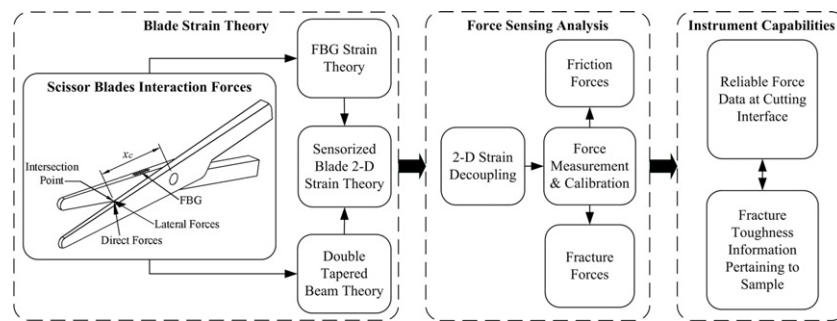 Blade Strain Theory
Scissor Blades Interaction Forces
x_c
Intersection
Point
FBG
Lateral Forces
Direct Forces
FBG Strain
Theory
Sensorized
Blade 2-D
Strain Theory
Double
Tapered
Beam Theory
Force Sensing Analysis
2-D Strain
Decoupling
Friction
Forces
Force
Measurement
& Calibration
Fracture
Forces
Instrument Capabilities
Reliable Force
Data at Cutting
Interface
Fracture
Toughness
Information
Pertaining to
Sample